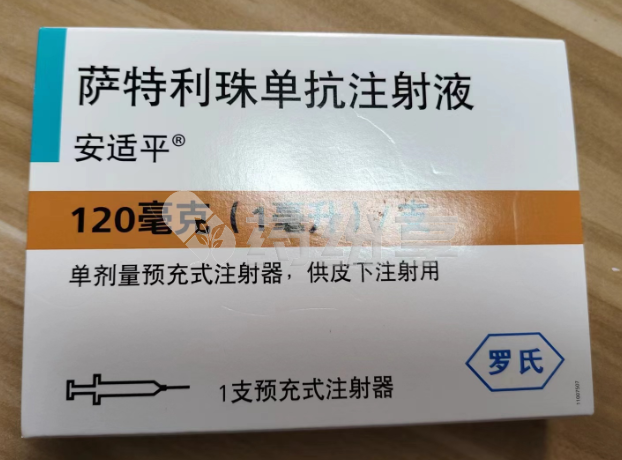 萨特利珠单抗注射液
安适平®
120毫克(1毫升)/支
单剂量预充式注射器,供皮下注射用
1支预充式注射器
罗氏